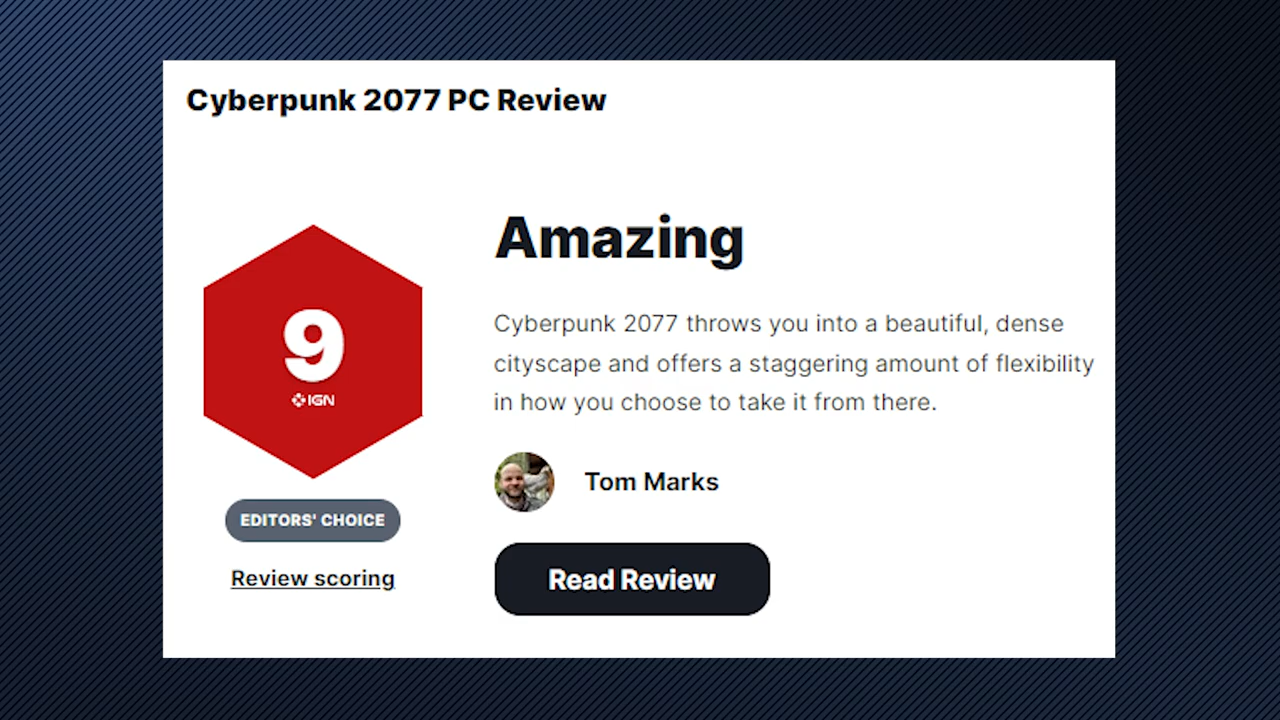 Cyberpunk 2077 PC Review
9
IGN
EDITORS' CHOICE
Review scoring
Amazing
Cyberpunk 2077 throws you into a beautiful, dense
cityscape and offers a staggering amount of flexibility
in how you choose to take it from there.
Tom Marks
Read Review